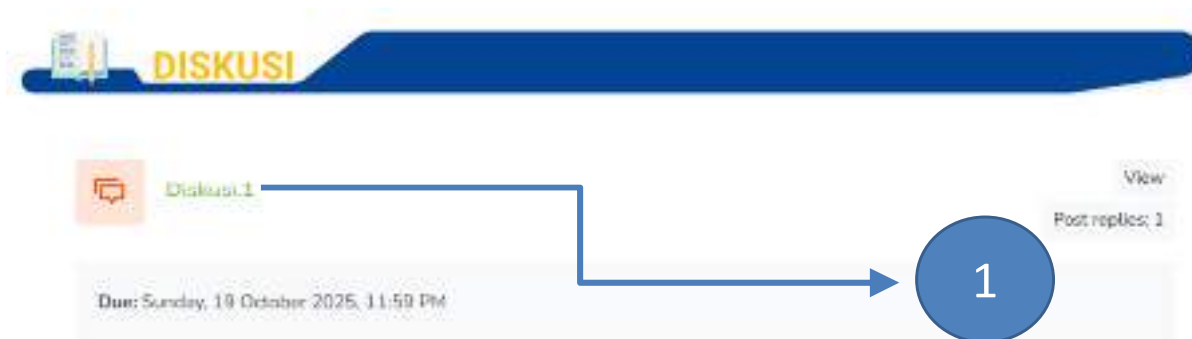 DISKUSI
Diskusi.1
View
Post replies: 1
1
Due: Sunday, 19 October 2025, 11:59 PM